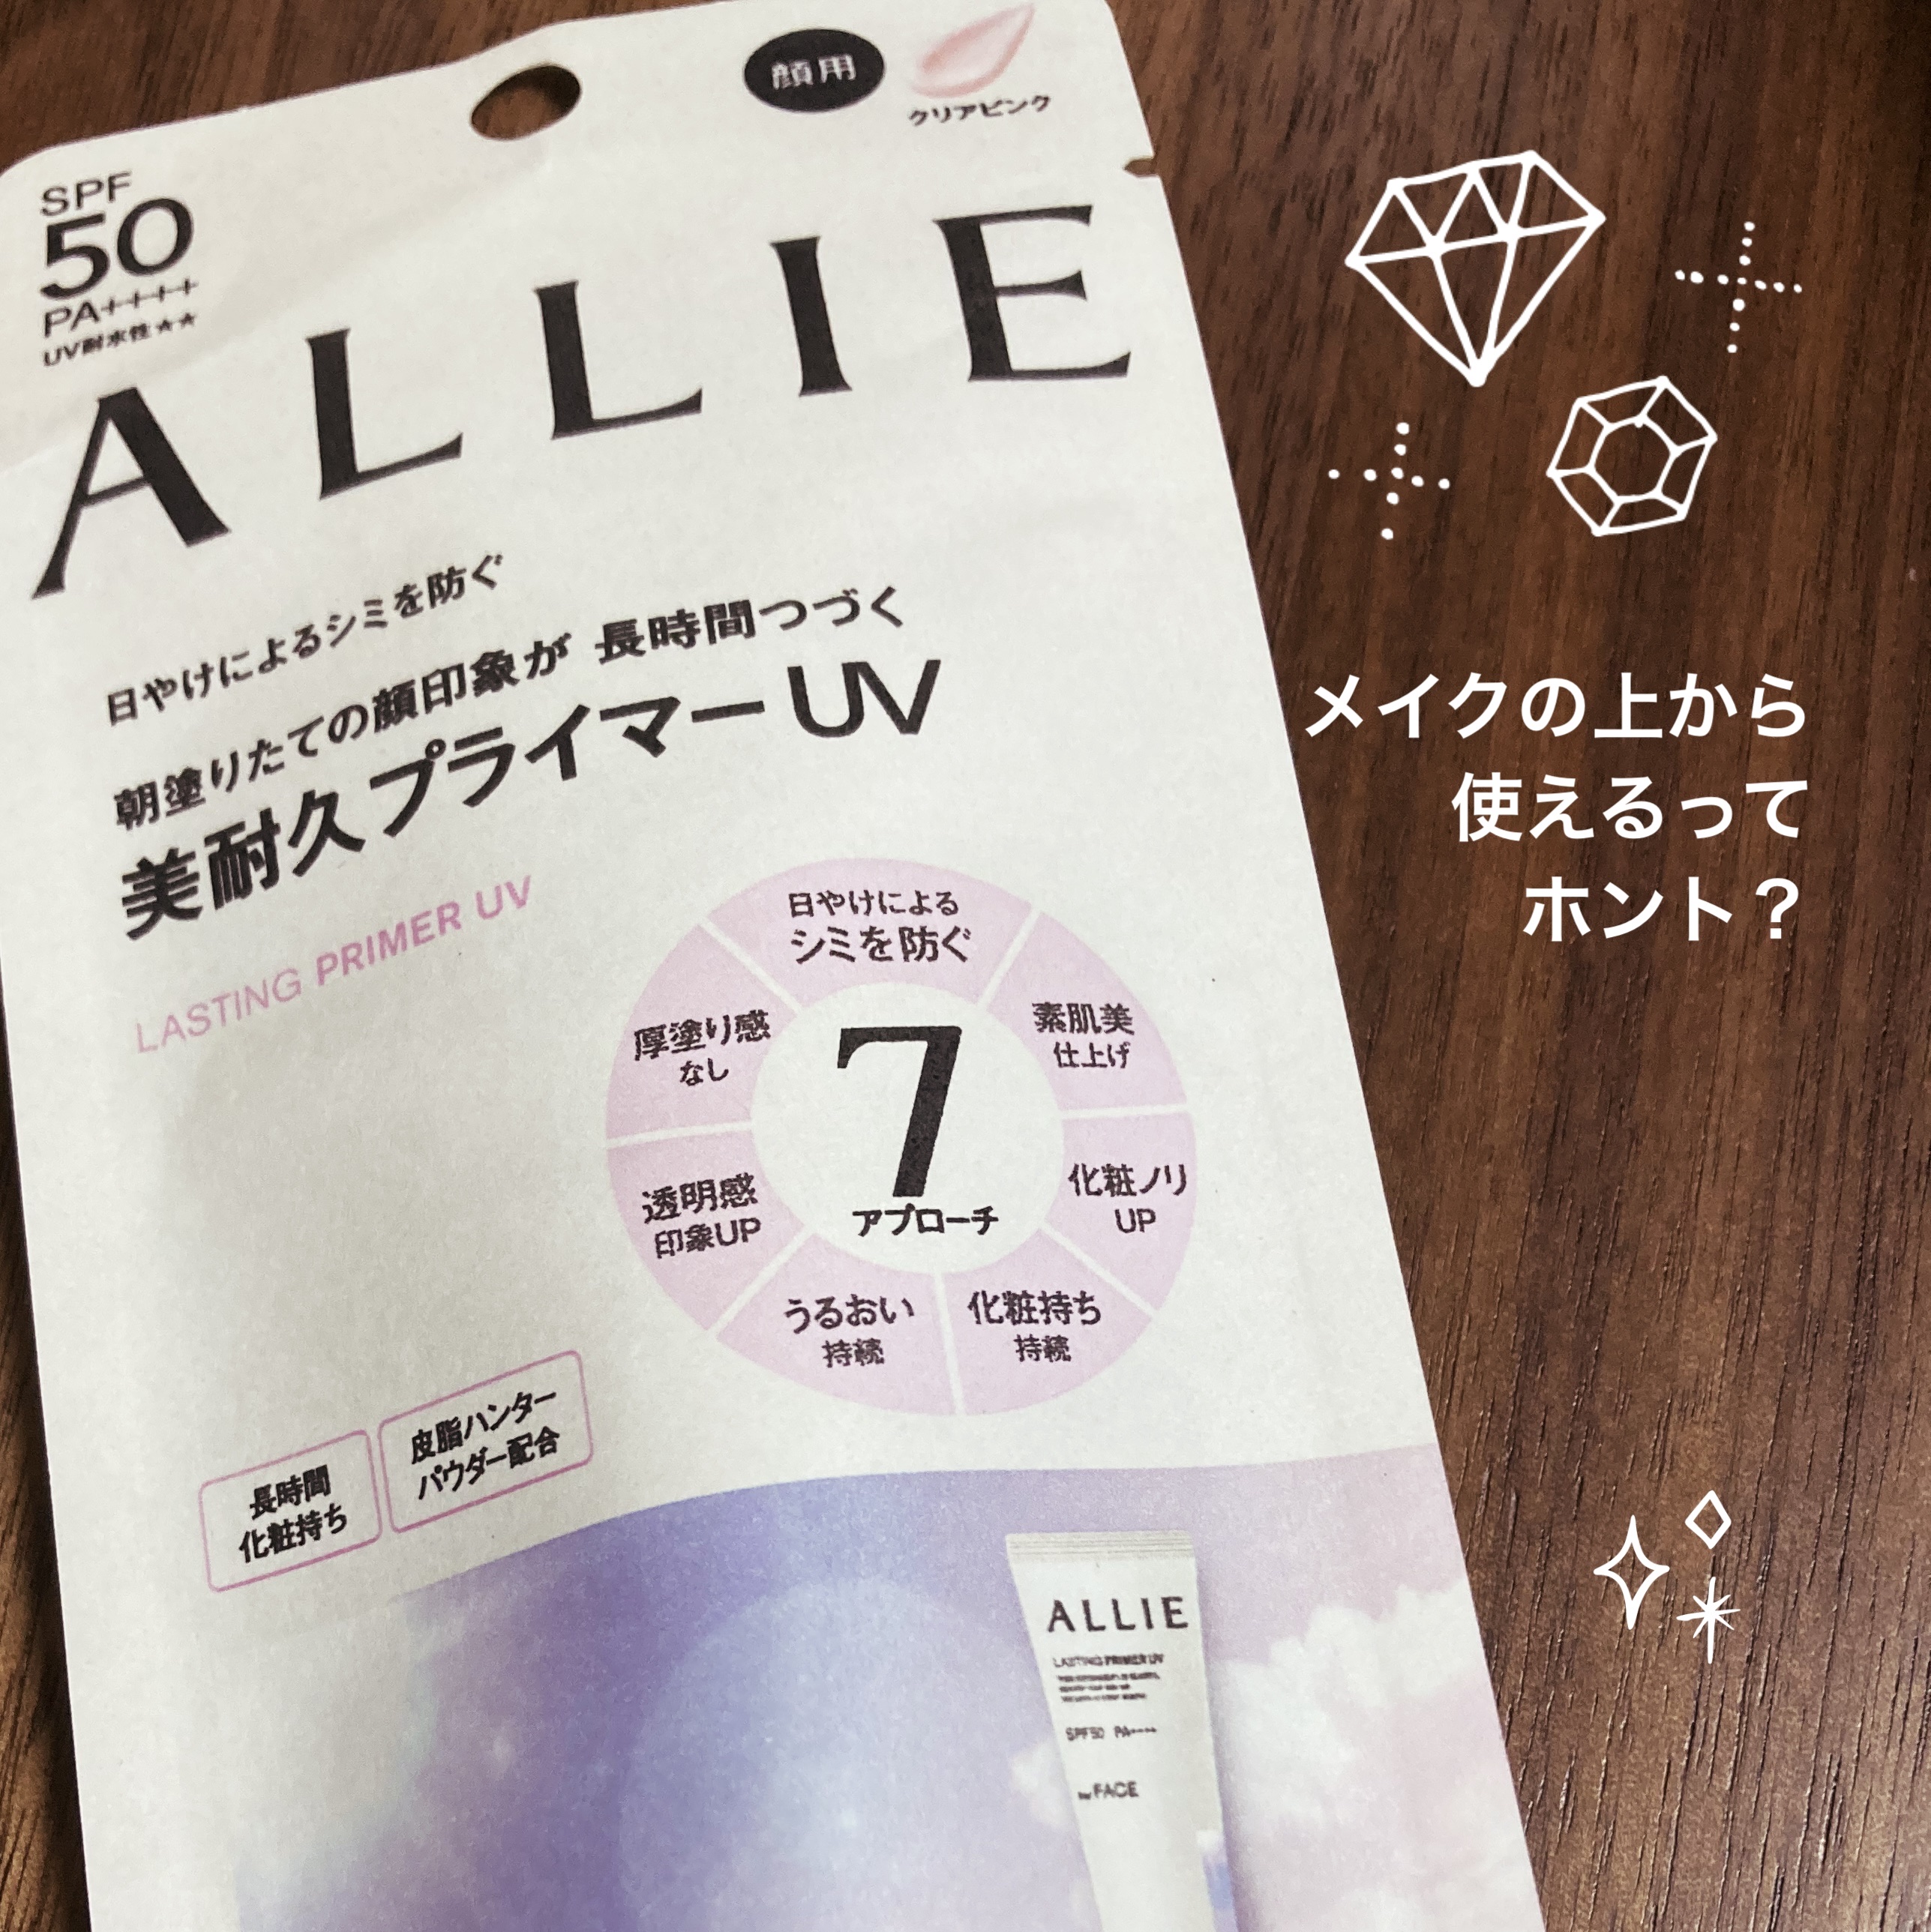 顔用
クリアピンク
SPF
50
PA++++
UV耐水性★★
ALLIE
日やけによるシミを防ぐ
朝塗りたての顔印象が 長時間つづく
美耐久プライマーUV
LASTING PRIMER UV
メイクの上から
使えるって
ホント？
日やけによる
シミを防ぐ
素肌美
仕上げ
化粧ノリ
UP
化粧持ち
持続
うるおい
持続
透明感
印象UP
厚塗り感
なし
7
アプローチ
長時間
化粧持ち
皮脂ハンター
パウダー配合
ALLIE
LASTING PRIMER UV
SPF50 PA++++
for FACE